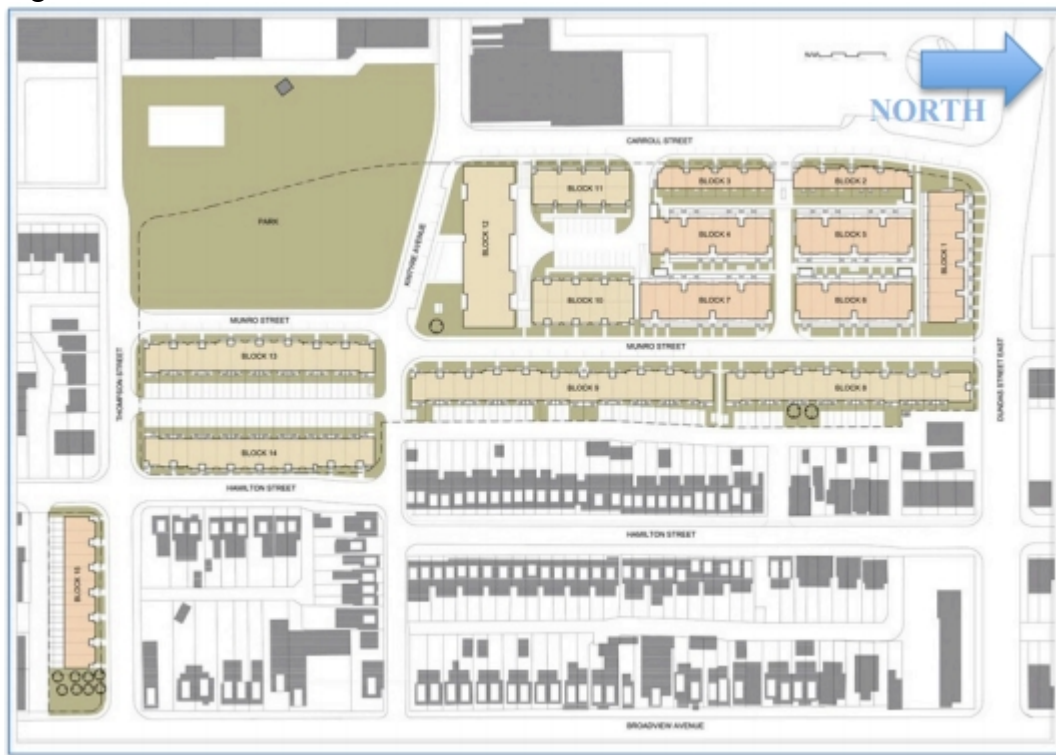 NORTH
CARROLL STREET
BLOCK 3
BLOCK 2
BLOCK 11
BLOCK 12
PARK
KINTYRE AVENUE
BLOCK 4
BLOCK 5
BLOCK 1
BLOCK 10
BLOCK 7
BLOCK 6
MUNRO STREET
MUNRO STREET
BLOCK 13
THOMPSON STREET
DUNDAS STREET EAST
BLOCK 9
BLOCK 8
BLOCK 14
HAMILTON STREET
HAMILTON STREET
BLOCK 15
BROADVIEW AVENUE